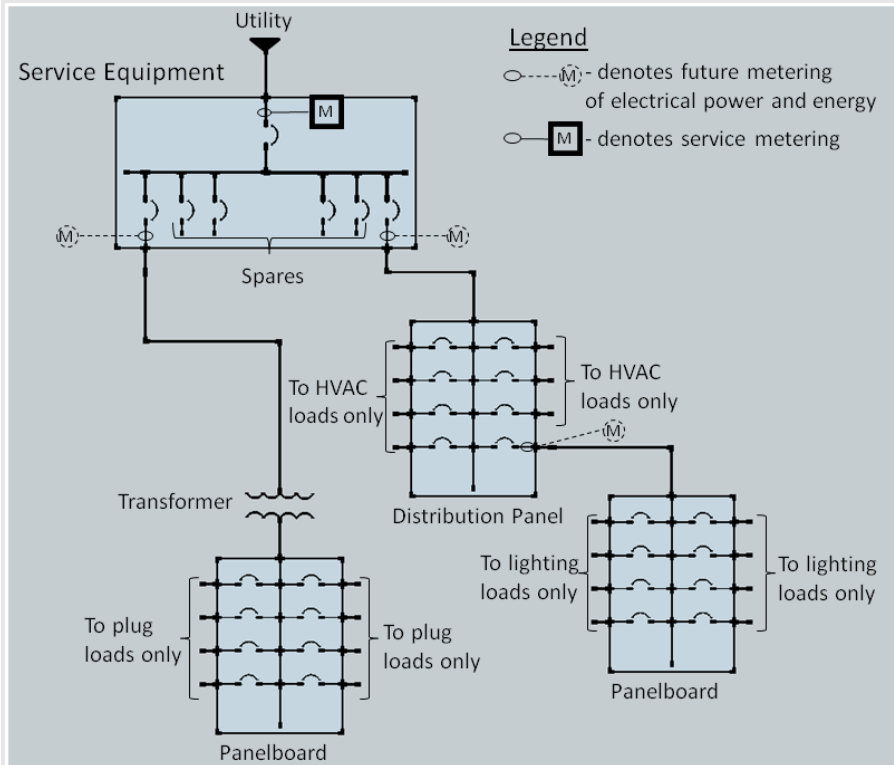 Utility
Service Equipment
M
Legend
M - denotes future metering
of electrical power and energy
M - denotes service metering
M
M
Spares
To HVAC
loads only
To HVAC
loads only
M
Distribution Panel
Transformer
To lighting
loads only
To lighting
loads only
To plug
loads only
To plug
loads only
Panelboard
Panelboard